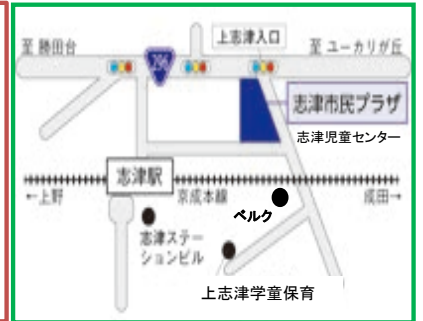 上志津入口
至 勝田台
至 ユーカリが丘
296
志津市民プラザ
志津児童センター
志津駅
←上野
京成本線
成田→
ベルク
志津ステー
ションビル
上志津学童保育